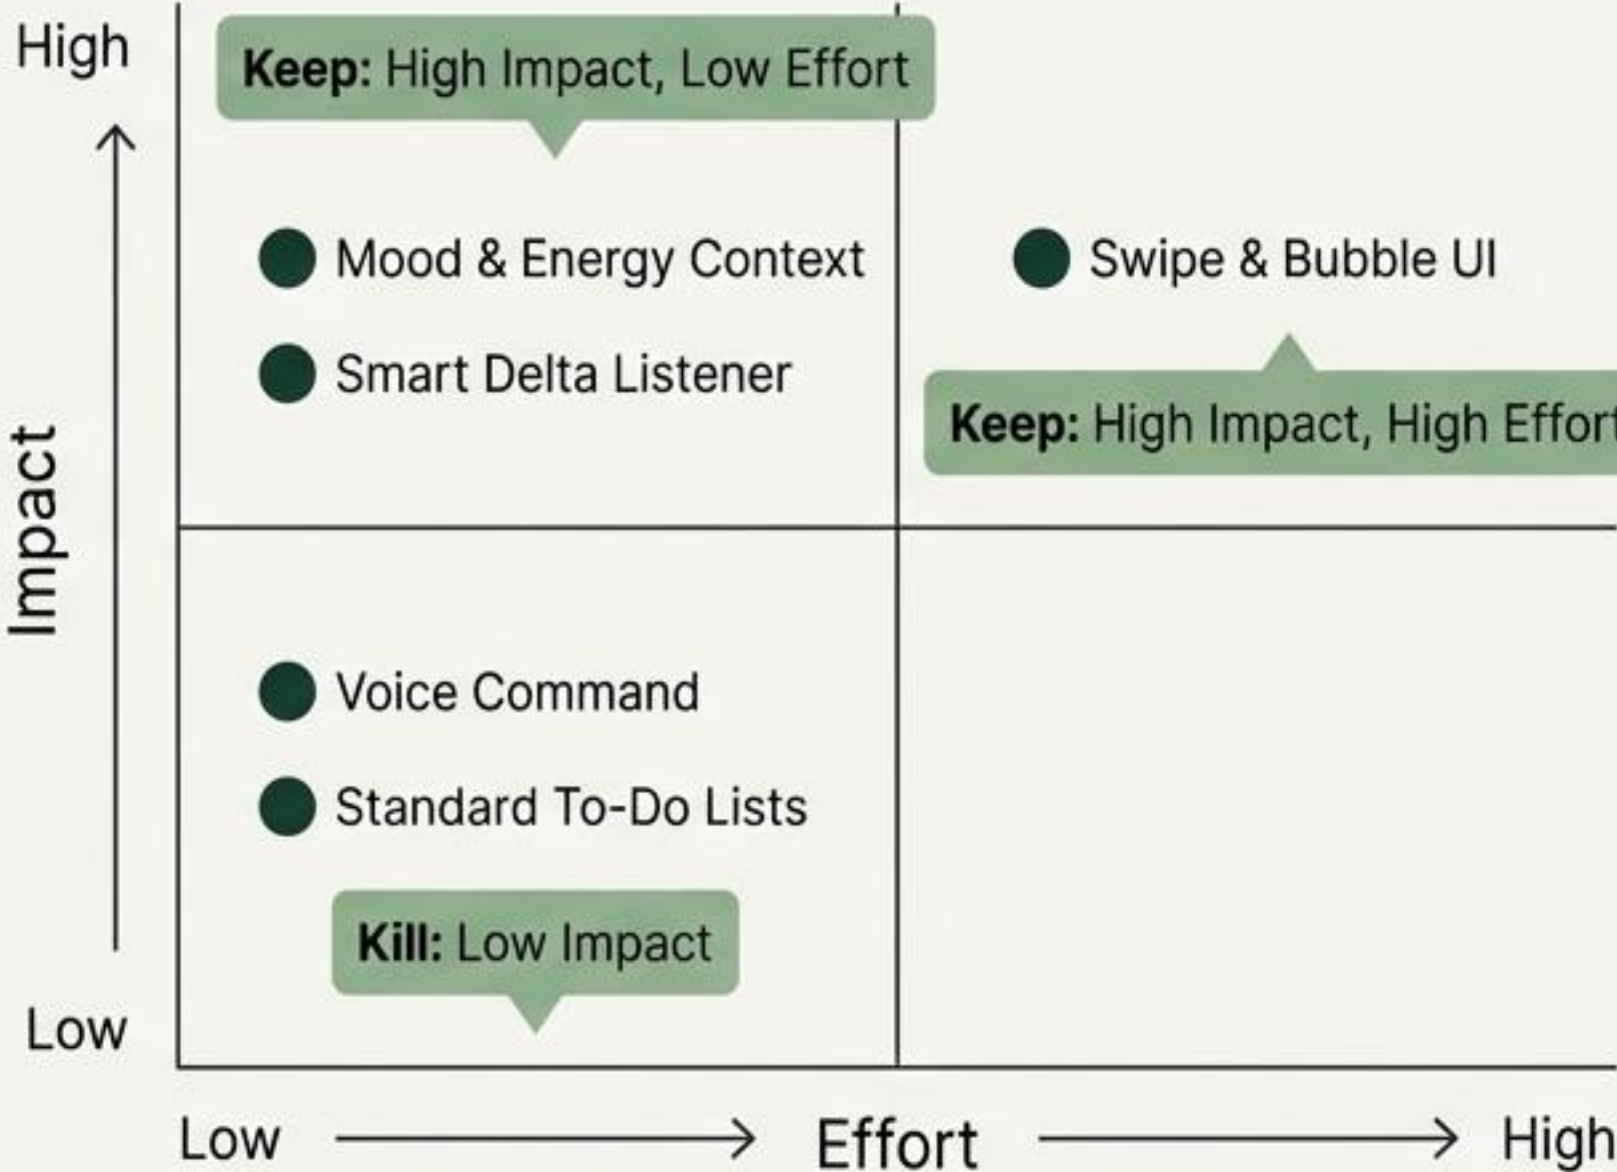 High
Keep: High Impact, Low Effort
Mood & Energy Context
Swipe & Bubble UI
Smart Delta Listener
Keep: High Impact, High Effort
Impact
Voice Command
Standard To-Do Lists
Kill: Low Impact
Low
Low
Effort
High